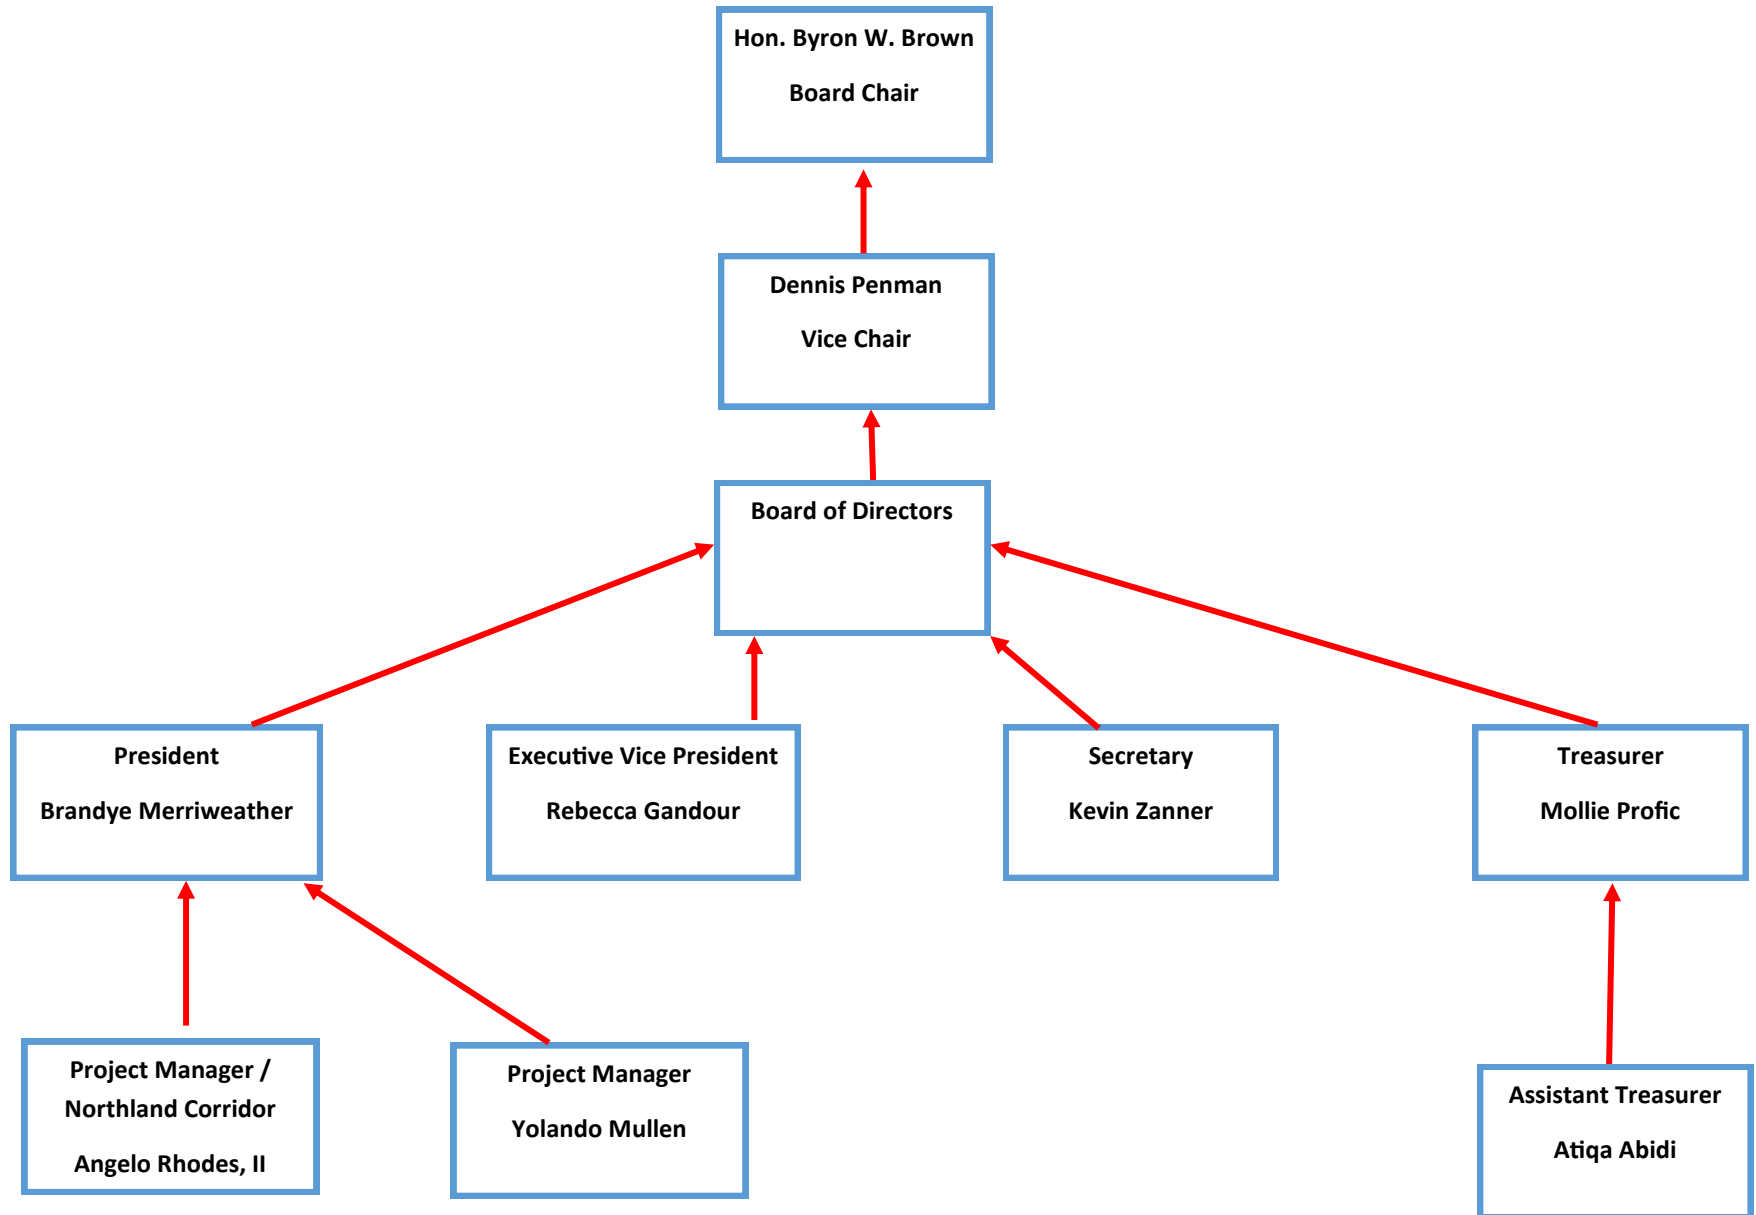 Hon. Byron W. Brown
Board Chair
Dennis Penman
Vice Chair
Board of Directors
President
Brandye Merriweather
Executive Vice President
Rebecca Gandour
Secretary
Kevin Zanner
Treasurer
Mollie Profic
Project Manager /
Northland Corridor
Angelo Rhodes, II
Project Manager
Yolando Mullen
Assistant Treasurer
Atiqa Abidi